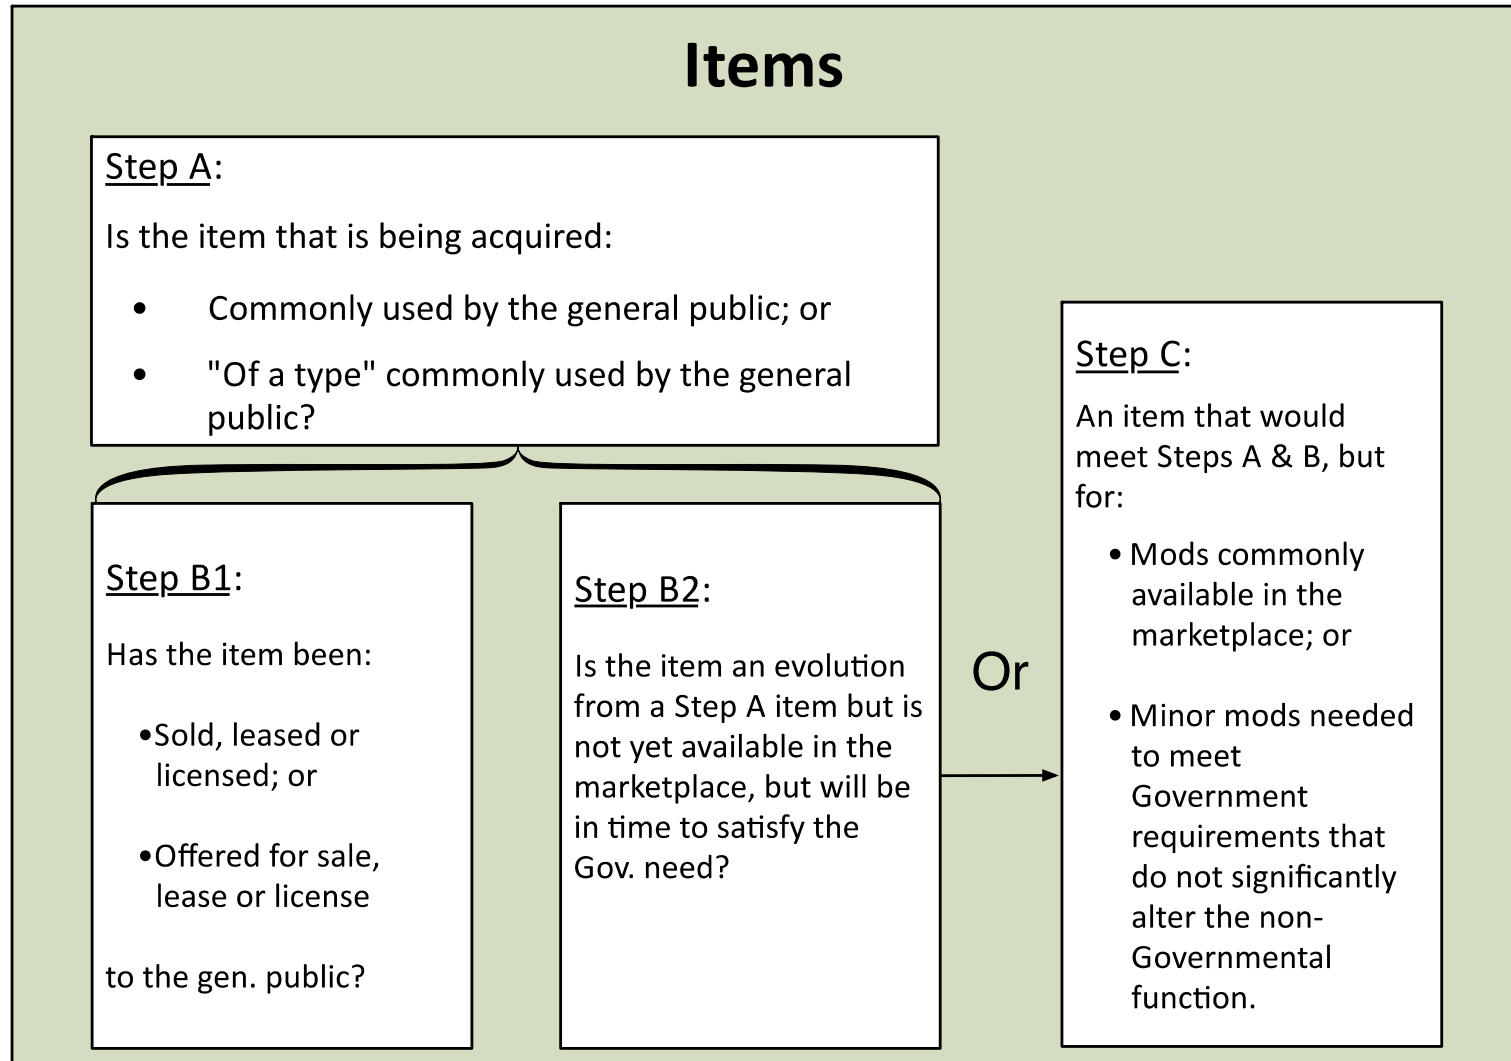 Items
Step A:
Is the item that is being acquired:
• Commonly used by the general public; or
• "Of a type" commonly used by the general
public?
Step B1:
Has the item been:
•Sold, leased or
licensed; or
•Offered for sale,
lease or license
to the gen. public?
Step B2:
Is the item an evolution
from a Step A item but is
not yet available in the
marketplace, but will be
in time to satisfy the
Gov. need?
Or
Step C:
An item that would
meet Steps A & B, but
for:
• Mods commonly
available in the
marketplace; or
• Minor mods needed
to meet
Government
requirements that
do not significantly
alter the non-
Governmental
function.